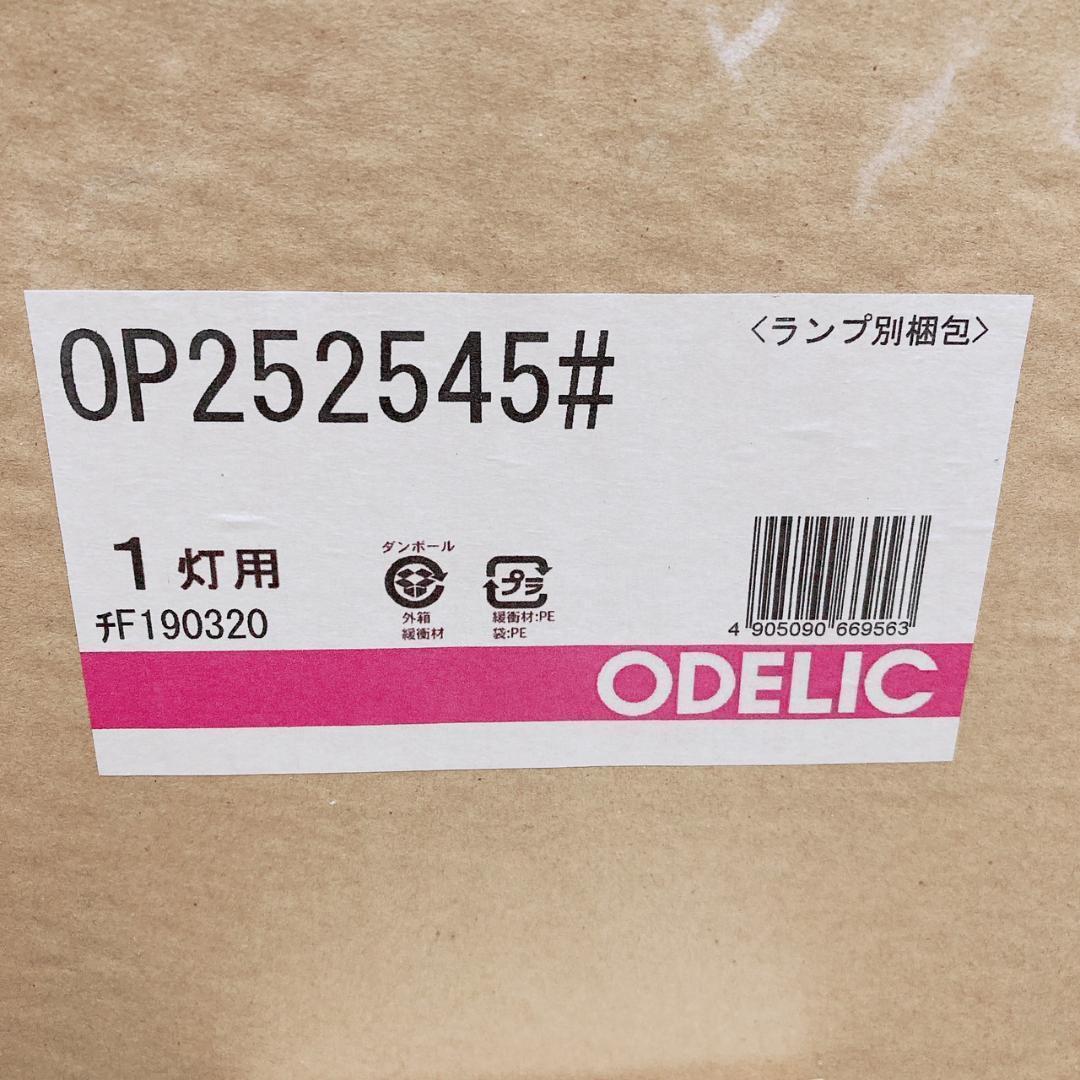 OP252545#
〈ランプ別梱包〉
1灯用
ﾁF190320
ダンボール
外箱
緩衝材
プラ
緩衝材:PE
袋:PE
4 905090 669563
ODELIC